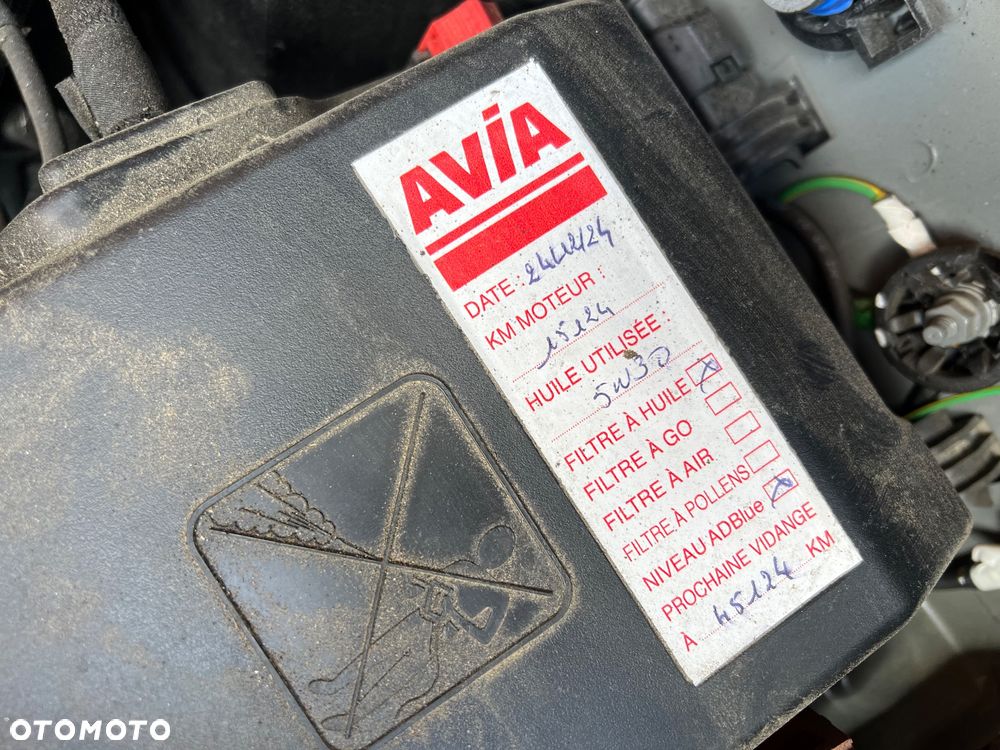 AVIA
DATE : 24/12/24
KM MOTEUR :
15124
HUILE UTILISÉE :
5W30
FILTRE À HUILE
FILTRE À GO
FILTRE À AIR
FILTRE À POLLENS
NIVEAU ADBlue
PROCHAINE VIDANGE
À 45124 KM
OTOMOTO